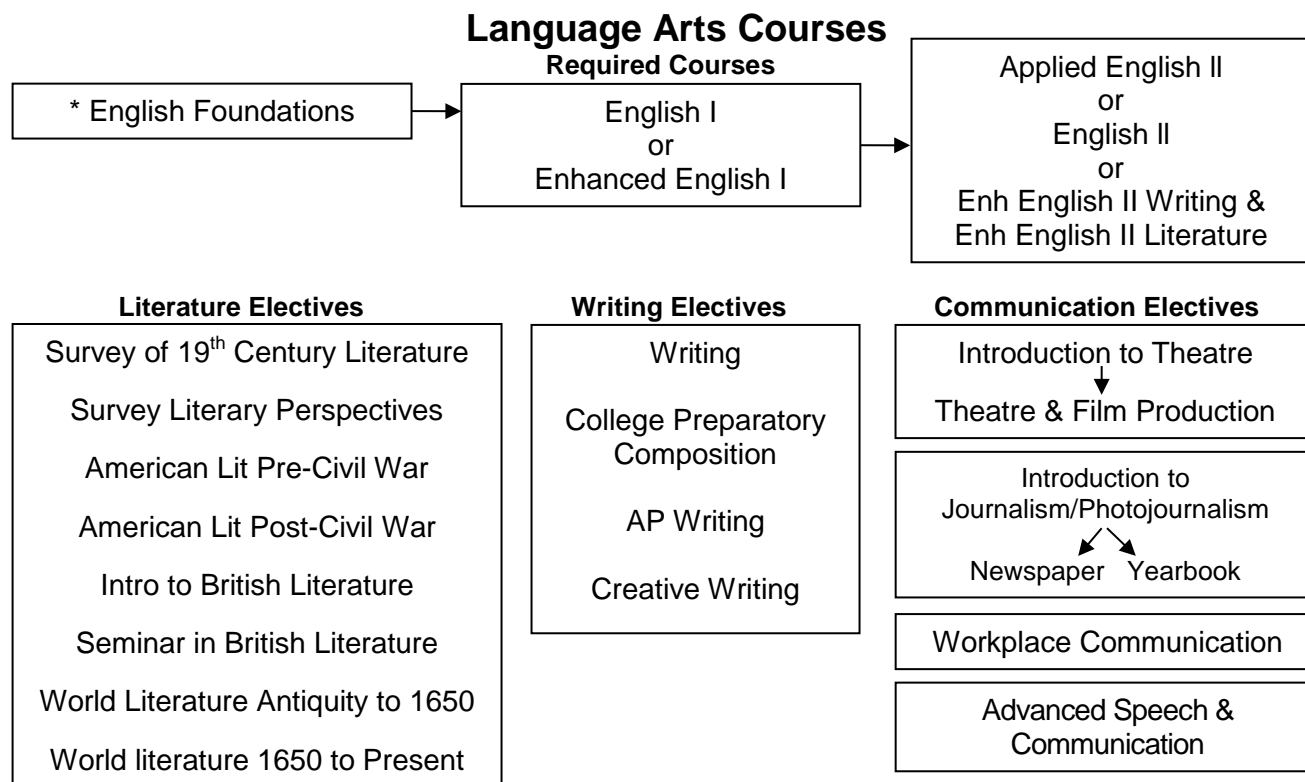 Language Arts Courses
Required Courses
* English Foundations
English I
or
Enhanced English I
Applied English II
or
English II
or
Enh English II Writing &
Enh English II Literature
Literature Electives
Survey of 19th Century Literature
Survey Literary Perspectives
American Lit Pre-Civil War
American Lit Post-Civil War
Intro to British Literature
Seminar in British Literature
World Literature Antiquity to 1650
World literature 1650 to Present
Writing Electives
Writing
College Preparatory
Composition
AP Writing
Creative Writing
Communication Electives
Introduction to Theatre
Theatre & Film Production
Introduction to
Journalism/Photojournalism
Newspaper Yearbook
Workplace Communication
Advanced Speech &
Communication